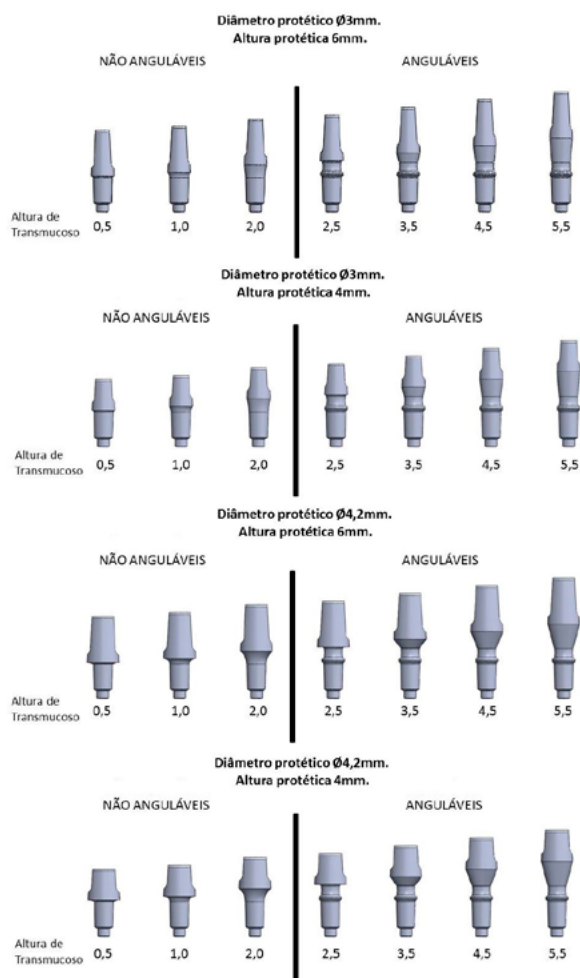 Diâmetro protético Ø3mm.
Altura protética 6mm.
NÃO ANGULÁVEIS
ANGULÁVEIS
Altura de
Transmucoso
0,5
1,0
2,0
2,5
3,5
4,5
5,5
Diâmetro protético Ø3mm.
Altura protética 4mm.
NÃO ANGULÁVEIS
ANGULÁVEIS
Altura de
Transmucoso
0,5
1,0
2,0
2,5
3,5
4,5
5,5
Diâmetro protético Ø4,2mm.
Altura protética 6mm.
NÃO ANGULÁVEIS
ANGULÁVEIS
Altura de
Transmucoso
0,5
1,0
2,0
2,5
3,5
4,5
5,5
Diâmetro protético Ø4,2mm.
Altura protética 4mm.
NÃO ANGULÁVEIS
ANGULÁVEIS
Altura de
Transmucoso
0,5
1,0
2,0
2,5
3,5
4,5
5,5